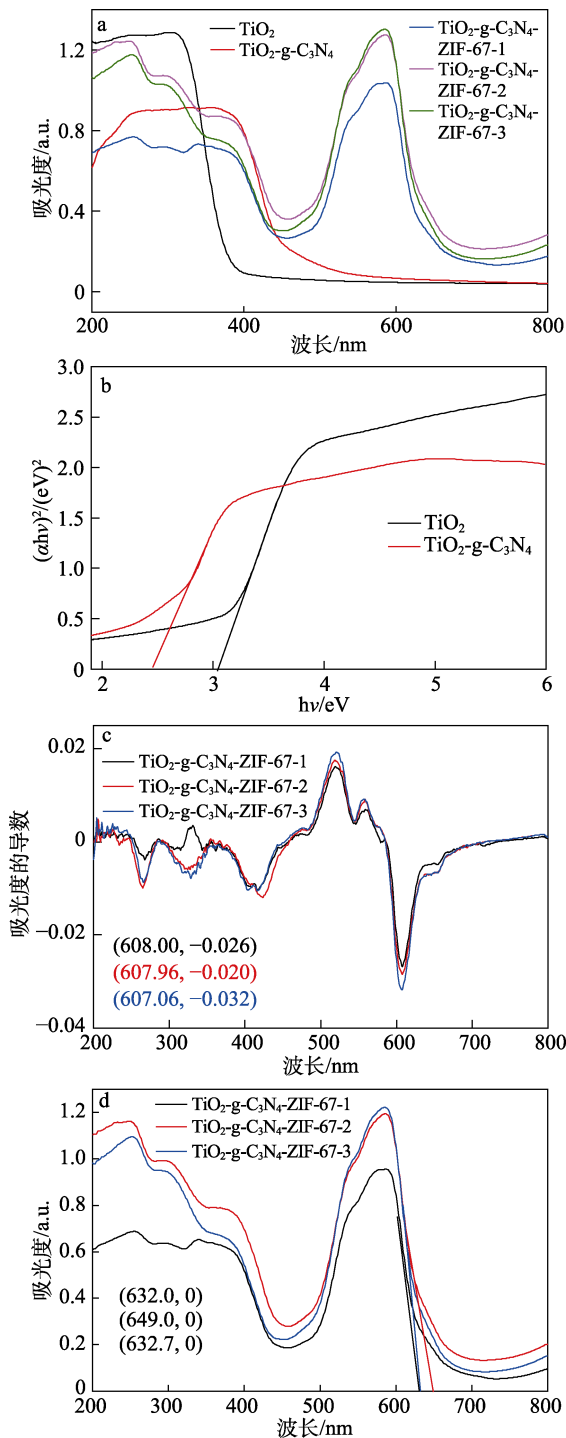 a
TiO₂
TiO₂-g-C₃N₄
TiO₂-g-C₃N₄-
ZIF-67-1
TiO₂-g-C₃N₄-
ZIF-67-2
TiO₂-g-C₃N₄-
ZIF-67-3
吸光度/a.u.
1.2
0.8
0.4
0
200
400
600
800
波长/nm
b
(αhν)²/(eV)²
3.0
2.5
2.0
1.5
1.0
0.5
0
TiO₂
TiO₂-g-C₃N₄
2
3
4
5
6
hν/eV
c
TiO₂-g-C₃N₄-ZIF-67-1
TiO₂-g-C₃N₄-ZIF-67-2
TiO₂-g-C₃N₄-ZIF-67-3
吸光度的导数
0.02
0
−0.02
−0.04
(608.00, −0.026)
(607.96, −0.020)
(607.06, −0.032)
200
300
400
500
600
700
800
波长/nm
d
TiO₂-g-C₃N₄-ZIF-67-1
TiO₂-g-C₃N₄-ZIF-67-2
TiO₂-g-C₃N₄-ZIF-67-3
吸光度/a.u.
1.2
1.0
0.8
0.6
0.4
0.2
0
(632.0, 0)
(649.0, 0)
(632.7, 0)
200
300
400
500
600
700
800
波长/nm